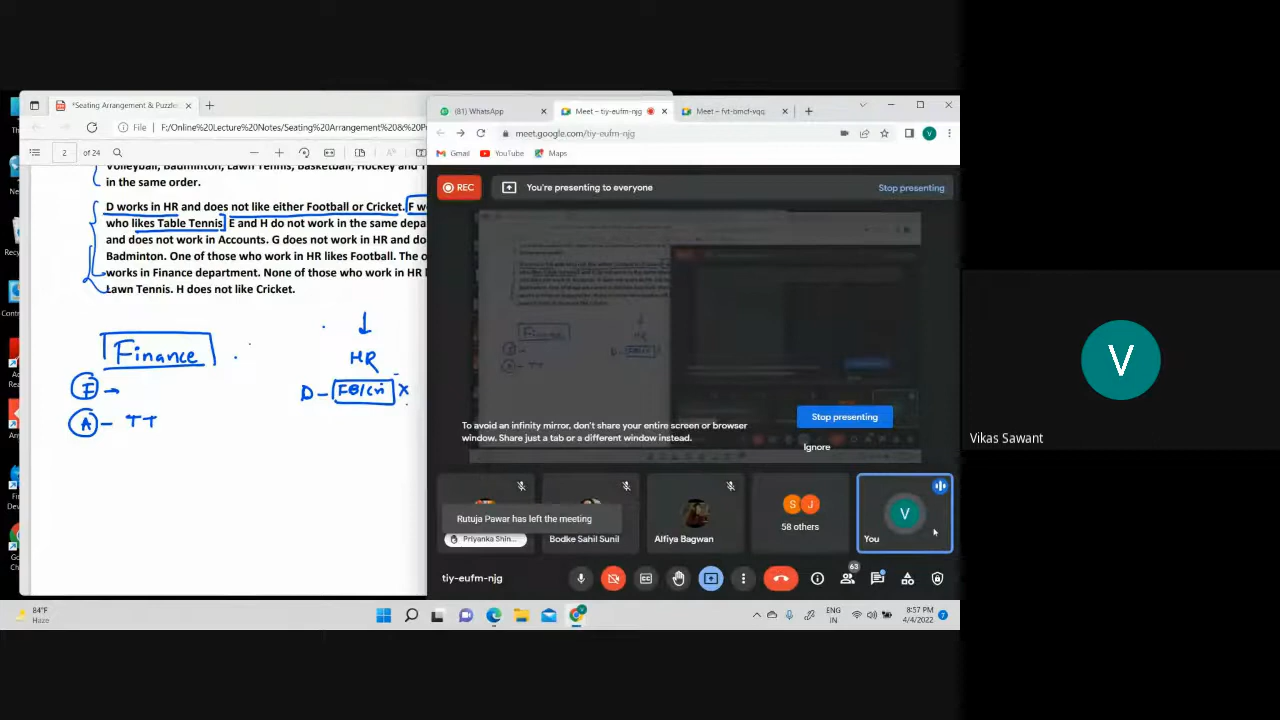 *Seating Arrangement & Puzzle
(81) WhatsApp
Meet – tiy-eufm-njg
Meet – fvt-bmcf-vqq
File
F:/Online%20Lecture%20Notes/Seating%20Arrangement%20&%20P
meet.google.com/tiy-eufm-njg
2 of 24
Gmail
YouTube
Maps
Volleyball, Badminton, Lawn Tennis, Basketball, Hockey and T
in the same order.
D works in HR and does not like either Football or Cricket. F w
who likes Table Tennis. E and H do not work in the same depa
and does not work in Accounts. G does not work in HR and do
Badminton. One of those who work in HR likes Football. The o
works in Finance department. None of those who work in HR l
Lawn Tennis. H does not like Cricket.
Finance
F →
A - TT
HR
D - FB/Cri X
REC
You're presenting to everyone
Stop presenting
To avoid an infinity mirror, don't share your entire screen or browser
window. Share just a tab or a different window instead.
Stop presenting
Ignore
Rutuja Pawar has left the meeting
Priyanka Shin...
Bodke Sahil Sunil
Alfiya Bagwan
S
J
58 others
V
You
tiy-eufm-njg
63
V
Vikas Sawant
84°F
Haze
ENG
IN
8:57 PM
4/4/2022
7